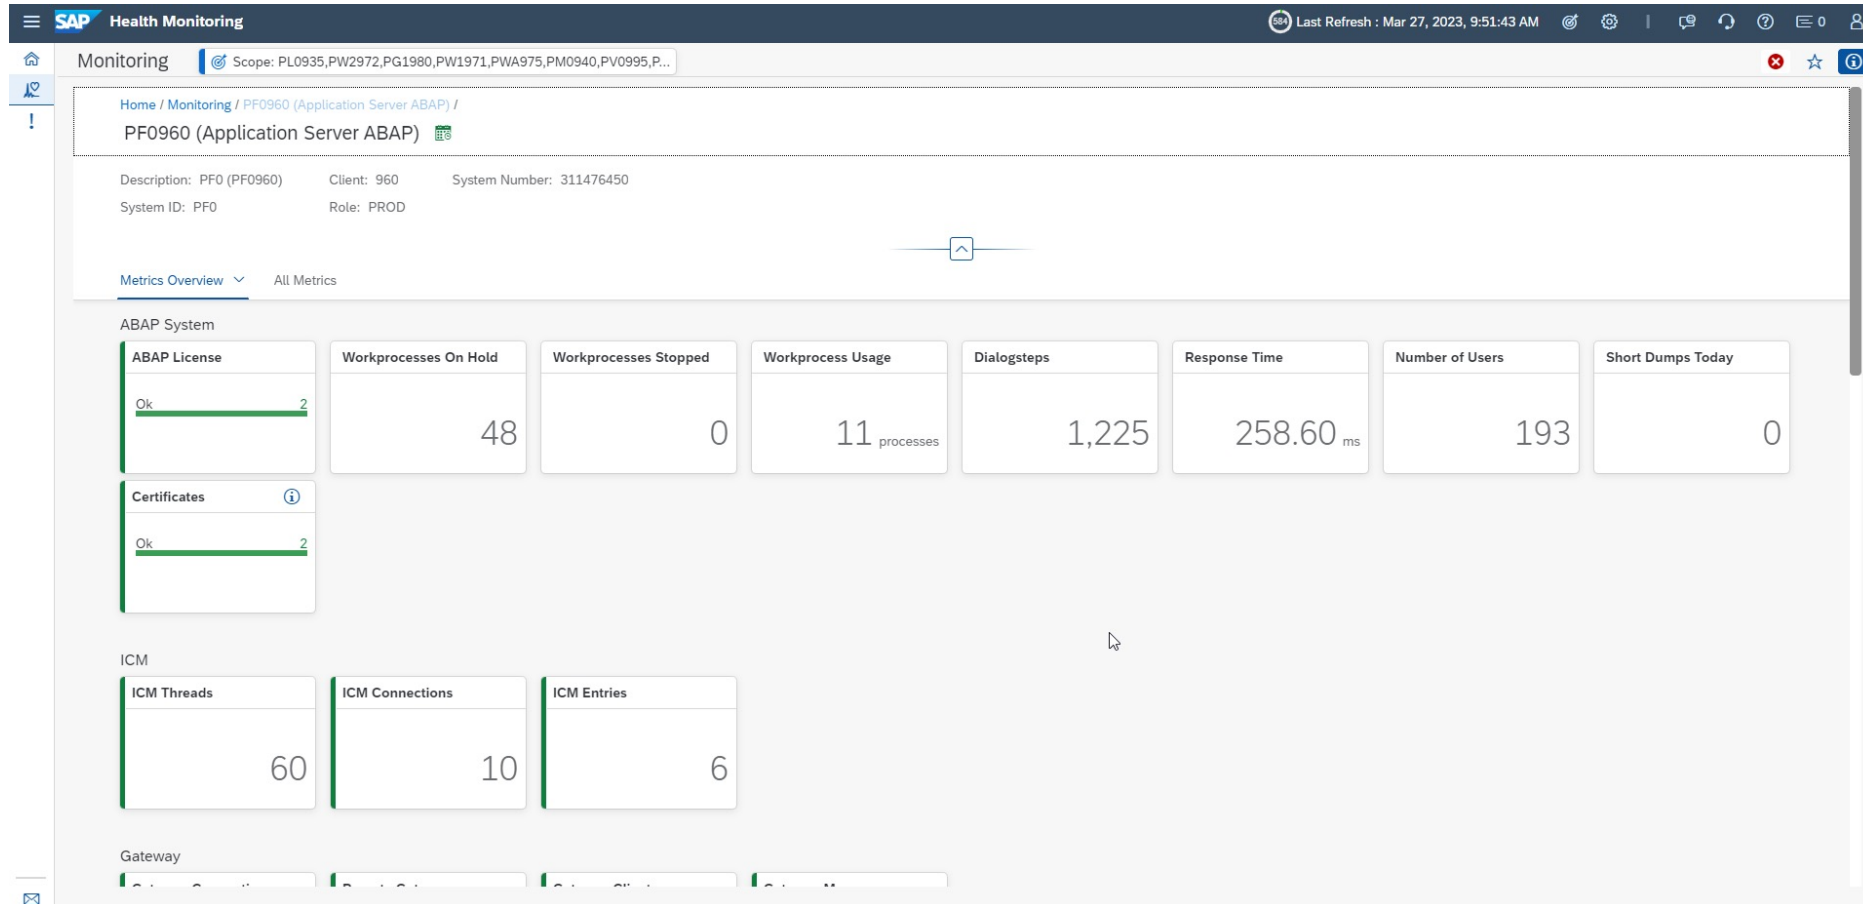 SAP Health Monitoring
584 Last Refresh : Mar 27, 2023, 9:51:43 AM
0
Monitoring
Scope: PL0935,PW2972,PG1980,PW1971,PWA975,PM0940,PV0995,P...
Home / Monitoring / PF0960 (Application Server ABAP) /
PF0960 (Application Server ABAP)
Description: PF0 (PF0960) Client: 960 System Number: 311476450
System ID: PF0 Role: PROD
Metrics Overview All Metrics
ABAP System
ABAP License
Ok 2
Workprocesses On Hold
48
Workprocesses Stopped
0
Workprocess Usage
11 processes
Dialogsteps
1,225
Response Time
258.60 ms
Number of Users
193
Short Dumps Today
0
Certificates
Ok 2
ICM
ICM Threads
60
ICM Connections
10
ICM Entries
6
Gateway